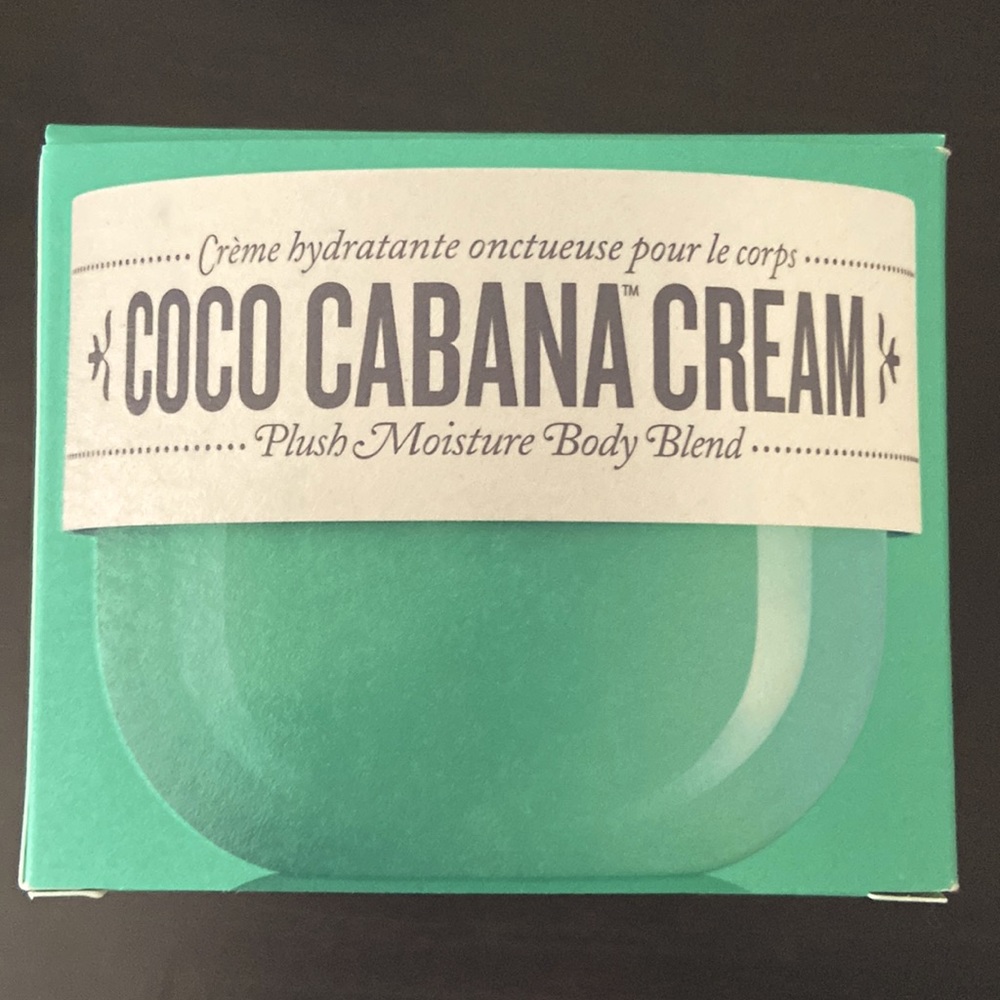 Crème hydratante onctueuse pour le corps
COCO CABANA™ CREAM
Plush Moisture Body Blend